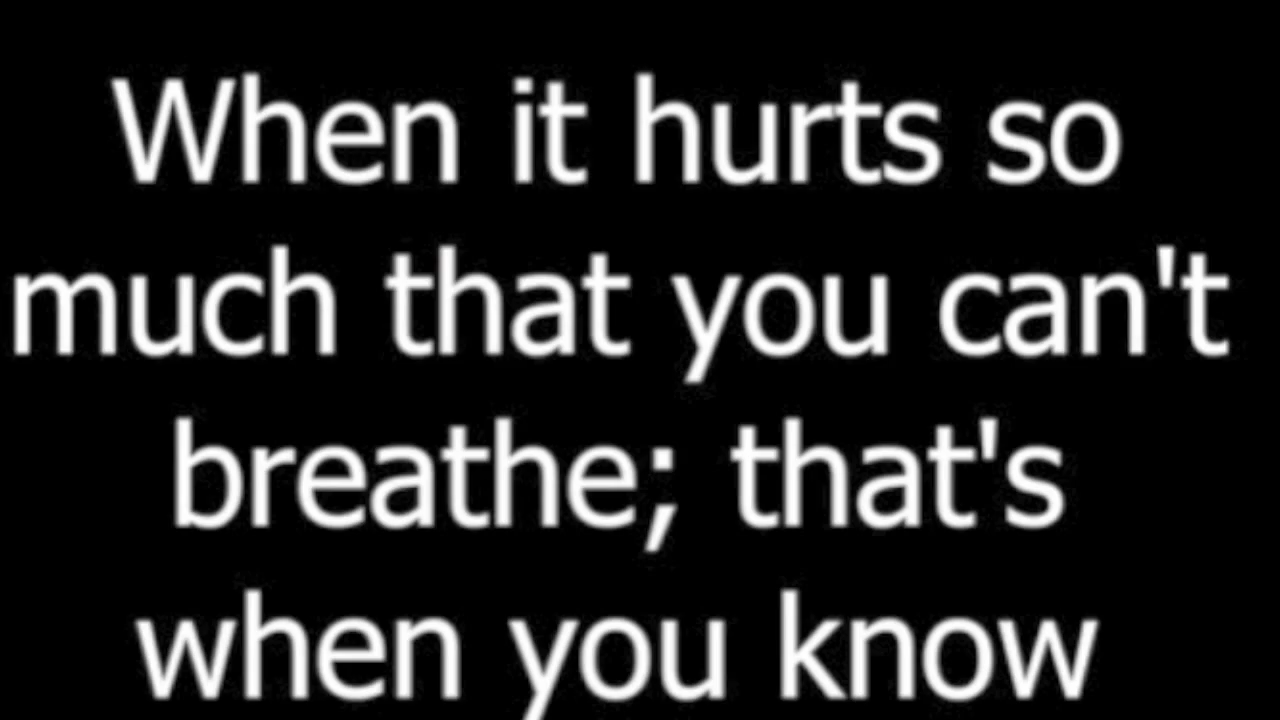 When it hurts so
much that you can't
breathe; that's
when you know